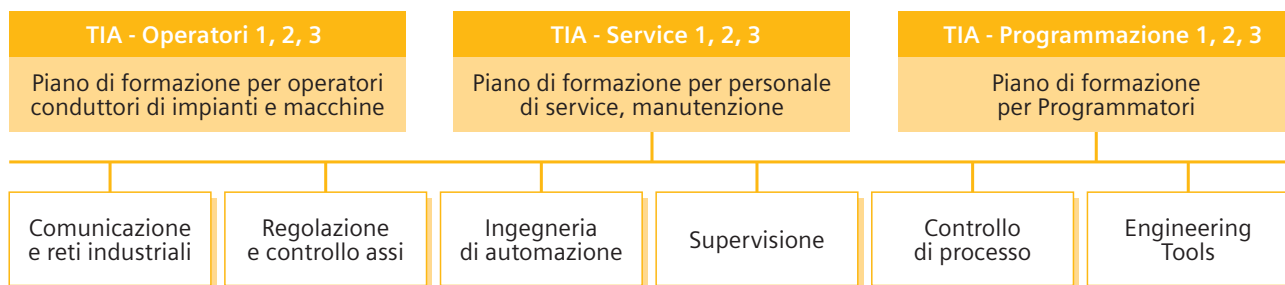 TIA - Operatori 1, 2, 3
Piano di formazione per operatori
conduttori di impianti e macchine
TIA - Service 1, 2, 3
Piano di formazione per personale
di service, manutenzione
TIA - Programmazione 1, 2, 3
Piano di formazione
per Programmatori
Comunicazione
e reti industriali
Regolazione
e controllo assi
Ingegneria
di automazione
Supervisione
Controllo
di processo
Engineering
Tools